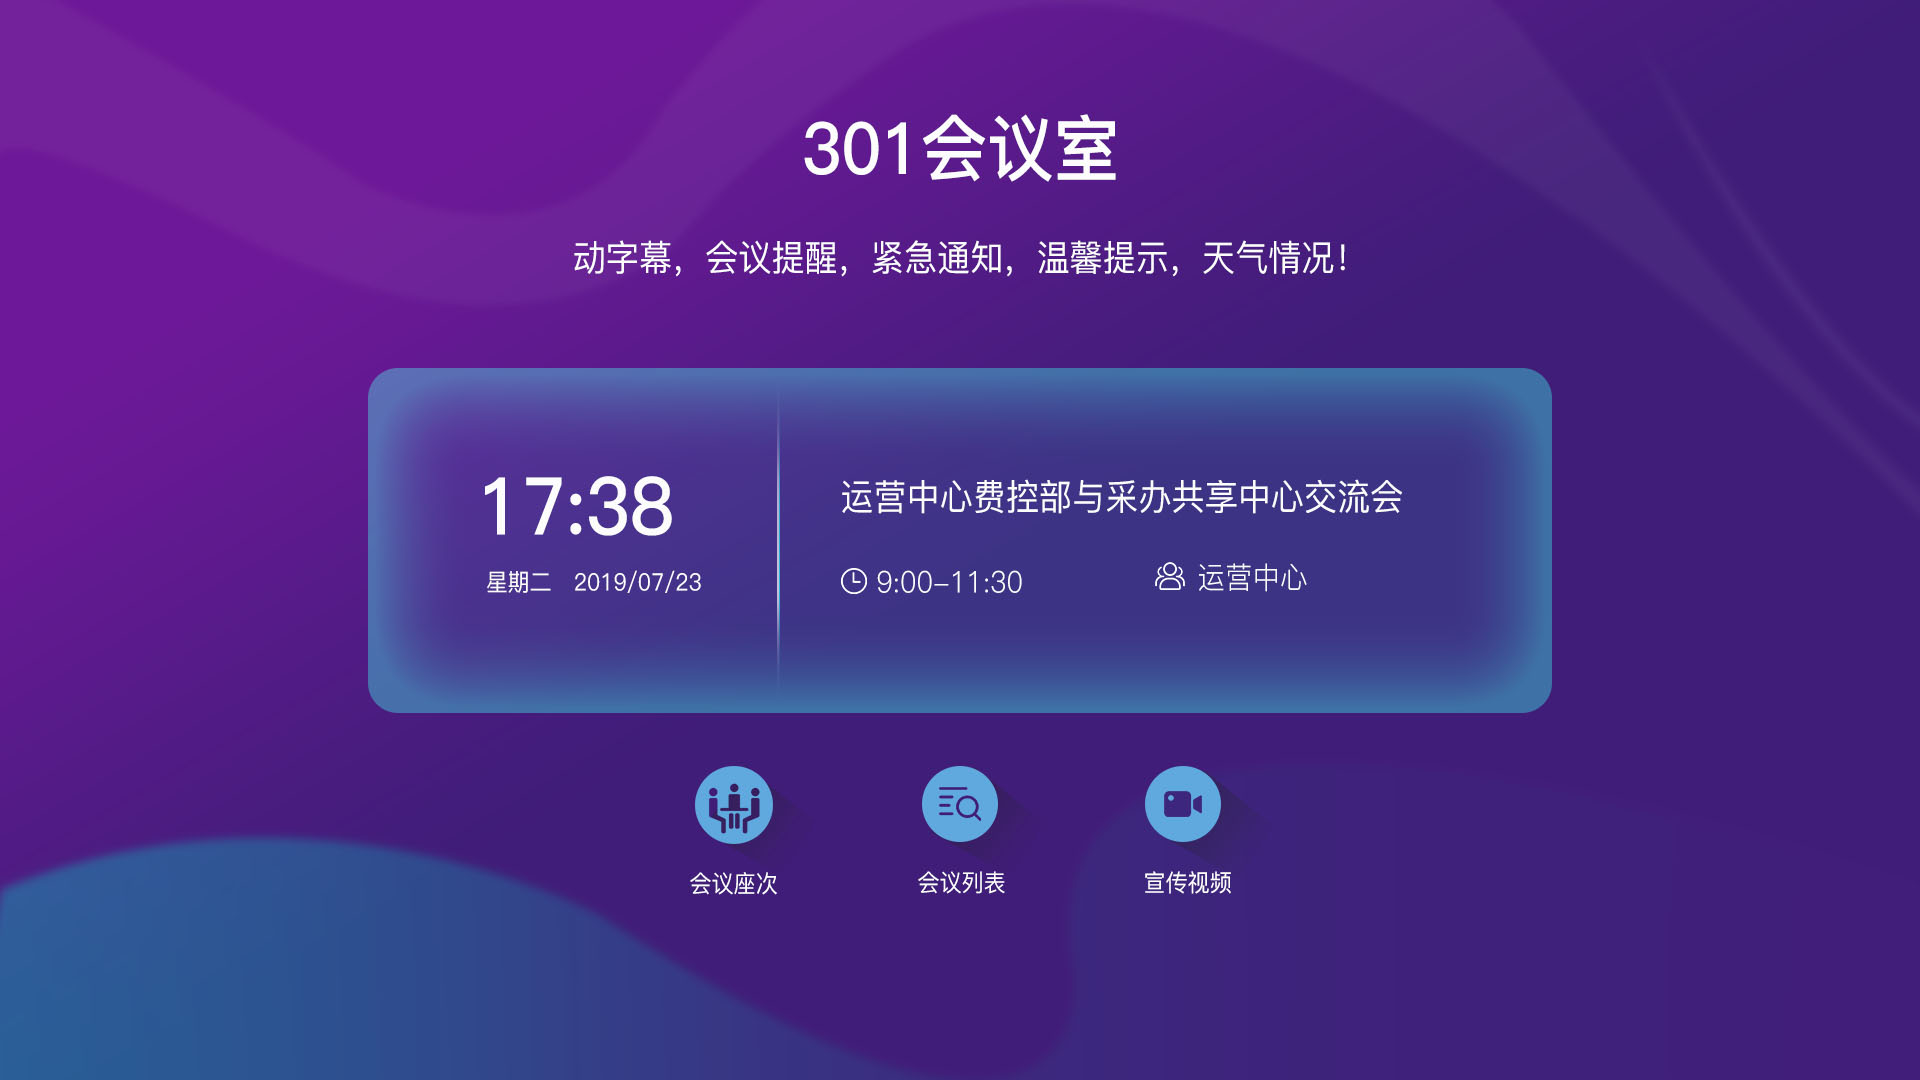 301会议室
动字幕，会议提醒，紧急通知，温馨提示，天气情况！
17:38
星期二 2019/07/23
运营中心费控部与采办共享中心交流会
9:00-11:30
运营中心
会议座次
会议列表
宣传视频